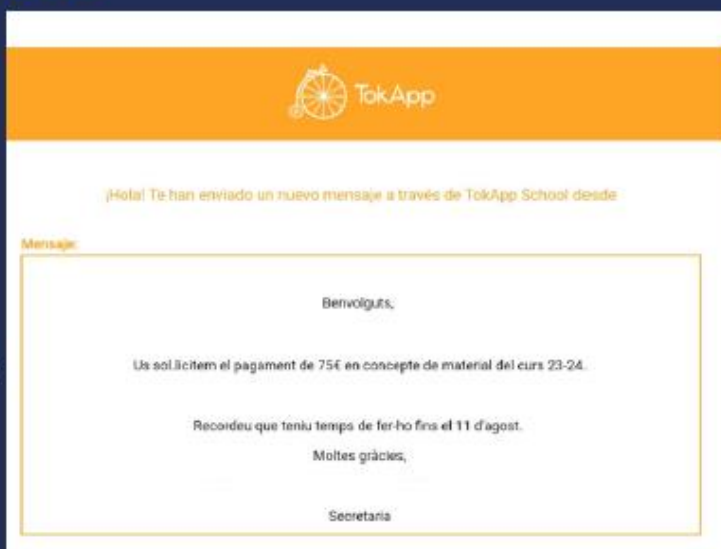 TokApp
¡Hola! Te han enviado un nuevo mensaje a través de TokApp School desde
Mensaje:
Benvolguts,
Us sol.licitem el pagament de 75€ en concepte de material del curs 23-24.
Recordeu que teniu temps de fer-ho fins el 11 d'agost.
Moltes gràcies,
Secretaria